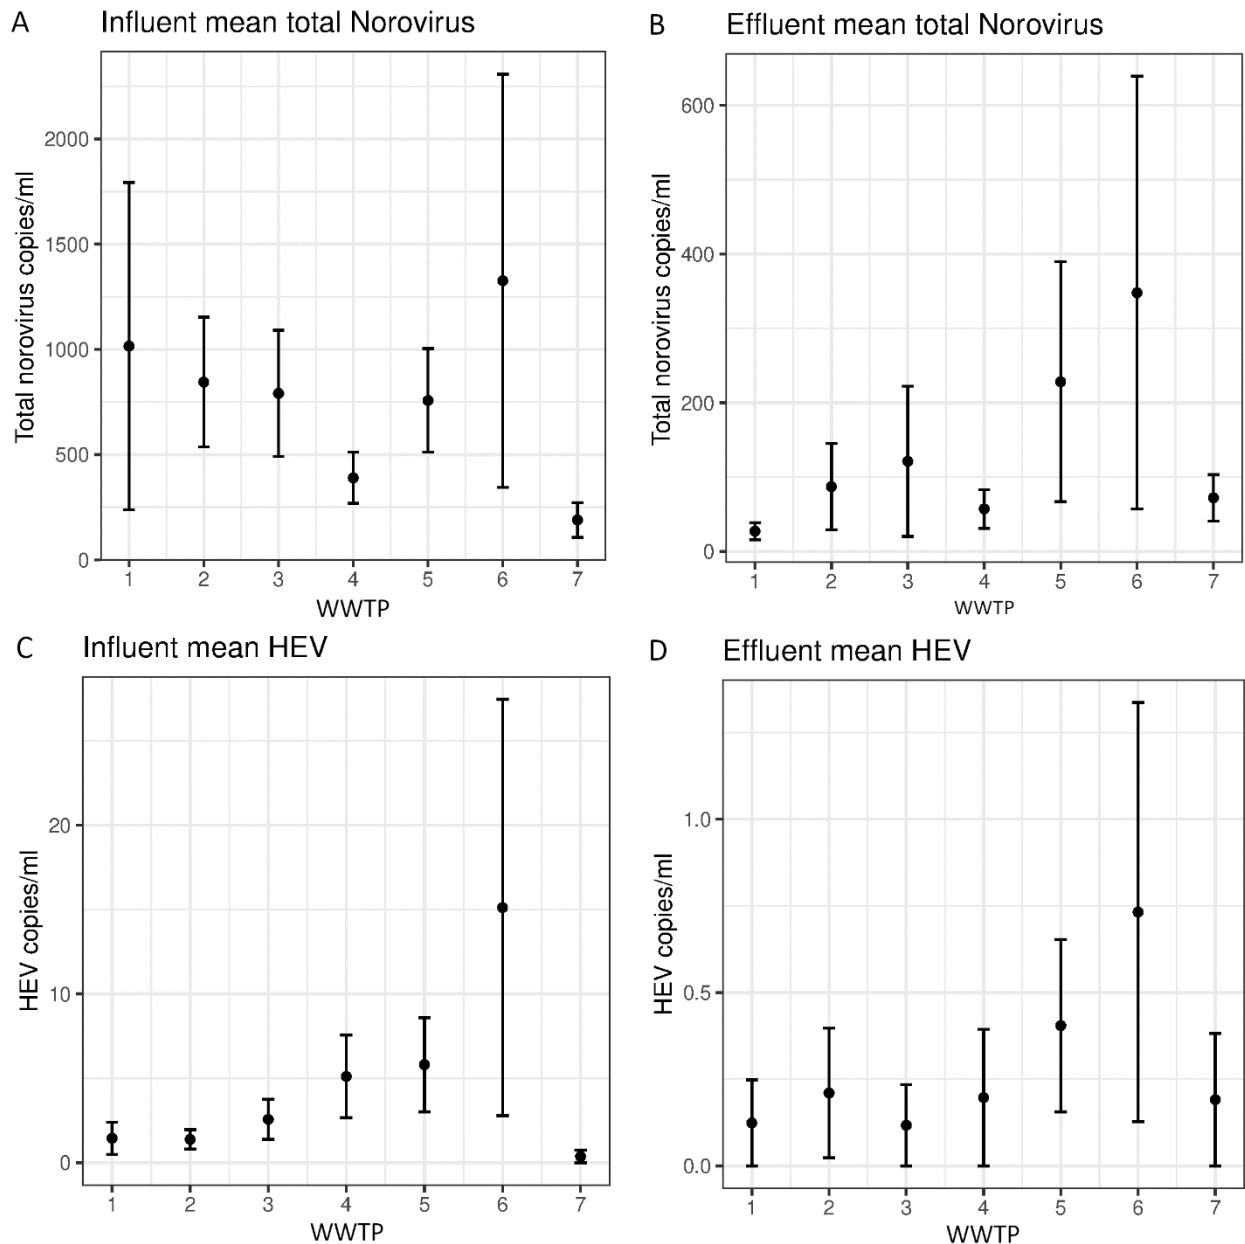 A Influent mean total Norovirus
Total norovirus copies/ml
2000
1500
1000
500
0
1 2 3 4 5 6 7
WWTP
B Effluent mean total Norovirus
Total norovirus copies/ml
600
400
200
0
1 2 3 4 5 6 7
WWTP
C Influent mean HEV
HEV copies/ml
20
10
0
1 2 3 4 5 6 7
WWTP
D Effluent mean HEV
HEV copies/ml
1.0
0.5
0.0
1 2 3 4 5 6 7
WWTP